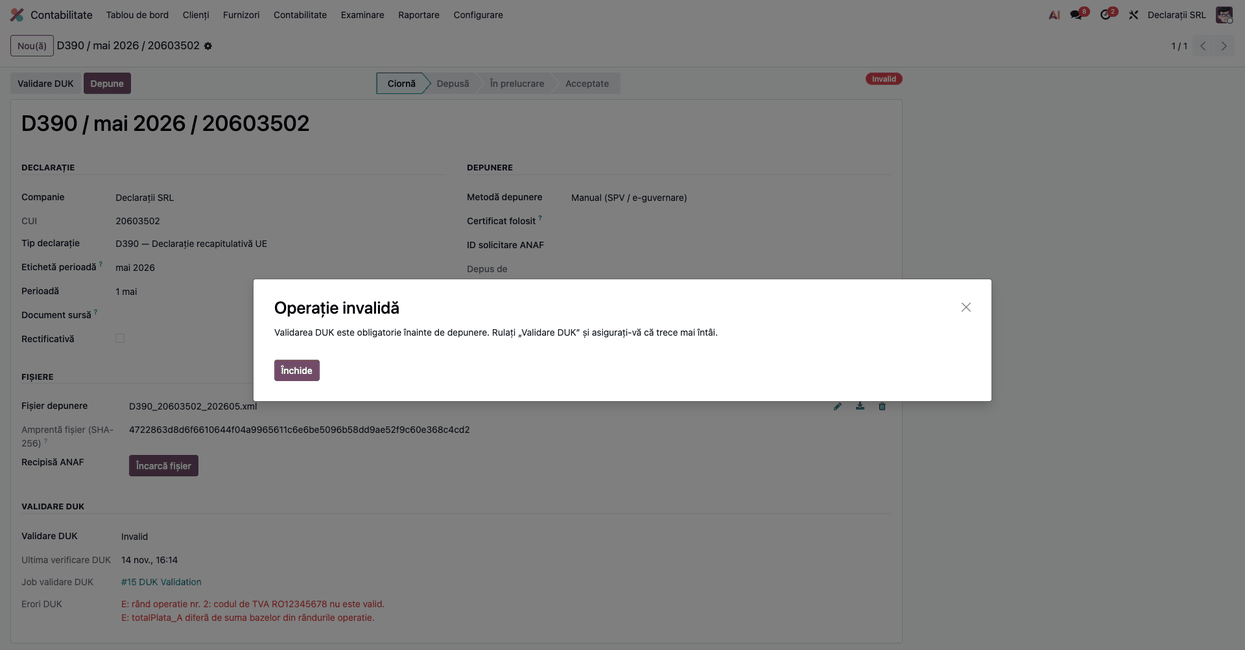 Contabilitate Tablou de bord Clienți Furnizori Contabilitate Examinare Raportare Configurare AI 8 2 Declarații SRL
Nou(ă) D390 / mai 2026 / 20603502 1 / 1
Validare DUK Depune Ciornă Depusă În prelucrare Acceptate Invalid
D390 / mai 2026 / 20603502
DECLARAȚIE
Companie Declarații SRL
CUI 20603502
Tip declarație D390 — Declarație recapitulativă UE
Etichetă perioadă ? mai 2026
Perioadă 1 mai
Document sursă ?
Rectificativă
DEPUNERE
Metodă depunere Manual (SPV / e-guvernare)
Certificat folosit ?
ID solicitare ANAF
Depus de
Operație invalidă
Validarea DUK este obligatorie înainte de depunere. Rulați „Validare DUK” și asigurați-vă că trece mai întâi.
Închide
FIȘIERE
Fișier depunere D390_20603502_202605.xml
Amprentă fișier (SHA-
256) ? 4722863d8d6f6610644f04a9965611c6e6be5096b58dd9ae52f9c60e368c4cd2
Recipisă ANAF Încarcă fișier
VALIDARE DUK
Validare DUK Invalid
Ultima verificare DUK 14 nov., 16:14
Job validare DUK #15 DUK Validation
Erori DUK E: rând operatie nr. 2: codul de TVA RO12345678 nu este valid.
E: totalPlata_A diferă de suma bazelor din rândurile operatie.